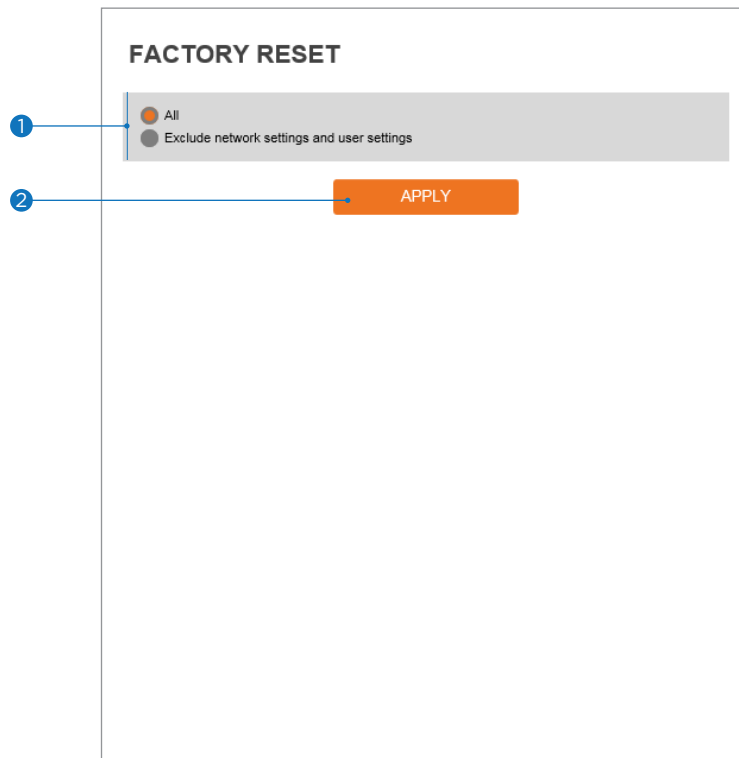 FACTORY RESET
1
All
Exclude network settings and user settings
2
APPLY